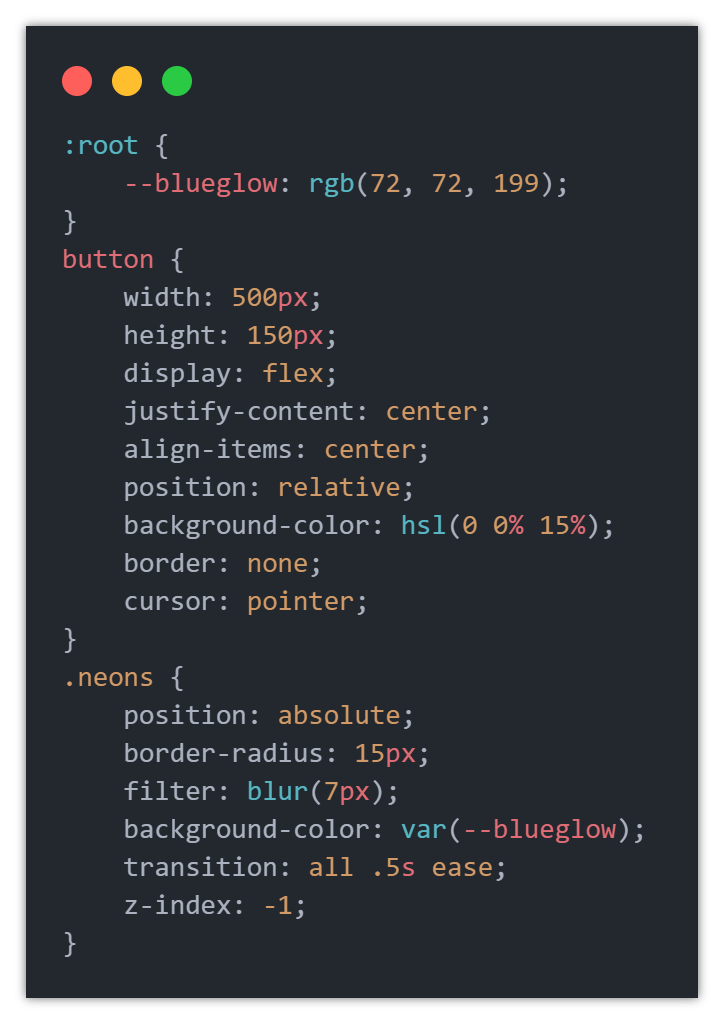 :root {
    --blueglow: rgb(72, 72, 199);
}
button {
    width: 500px;
    height: 150px;
    display: flex;
    justify-content: center;
    align-items: center;
    position: relative;
    background-color: hsl(0 0% 15%);
    border: none;
    cursor: pointer;
}
.neons {
    position: absolute;
    border-radius: 15px;
    filter: blur(7px);
    background-color: var(--blueglow);
    transition: all .5s ease;
    z-index: -1;
}